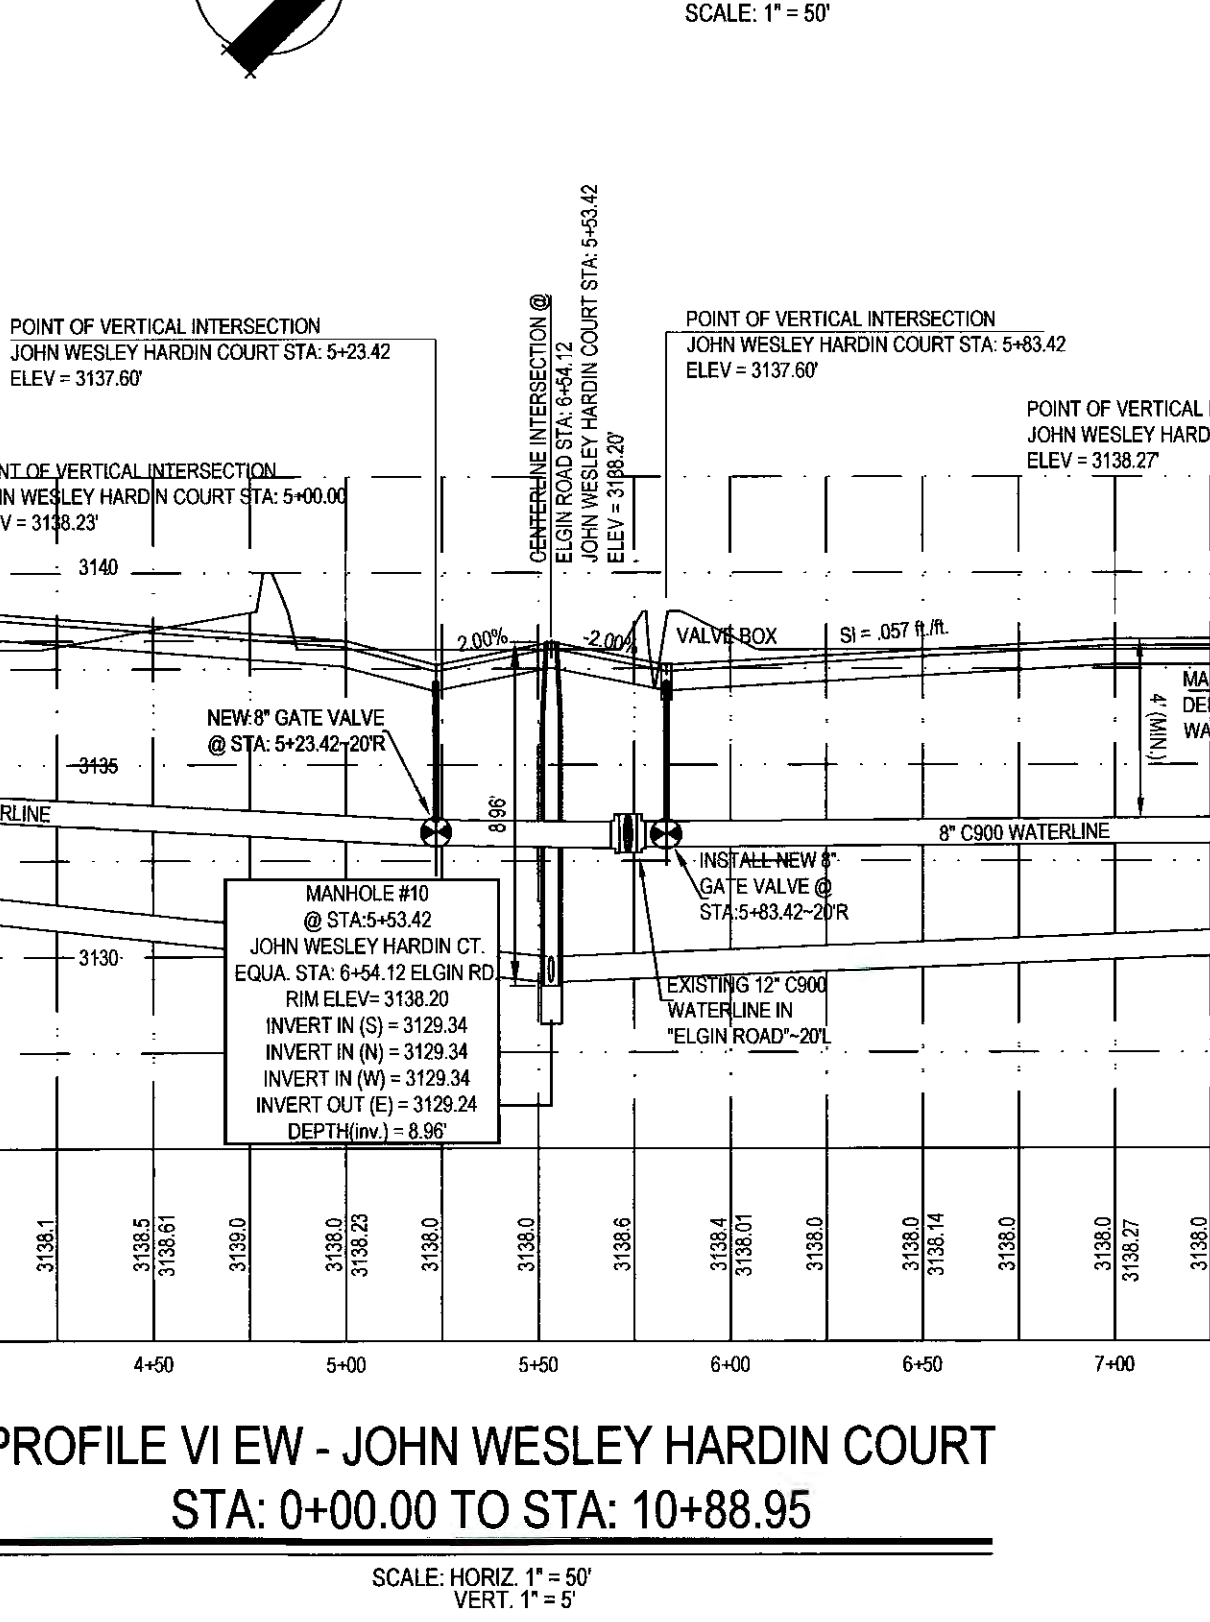 SCALE: 1" = 50'
POINT OF VERTICAL INTERSECTION
JOHN WESLEY HARDIN COURT STA: 5+23.42
ELEV = 3137.60'
CENTERLINE INTERSECTION @
ELGIN ROAD STA: 6+54.12
JOHN WESLEY HARDIN COURT STA: 5+53.42
ELEV = 3138.20'
POINT OF VERTICAL INTERSECTION
JOHN WESLEY HARDIN COURT STA: 5+83.42
ELEV = 3137.60'
POINT OF VERTICAL
JOHN WESLEY HARD
ELEV = 3138.27'
NT OF VERTICAL INTERSECTION
IN WESLEY HARDIN COURT STA: 5+00.00
V = 3138.23'
3140
2.00%
-2.00%
VALVE BOX
Sl = .057 ft./ft.
NEW 8" GATE VALVE
@ STA: 5+23.42~20'R
3135
8.96'
4' (MIN.)
MA
DE
WA
RLINE
8" C900 WATERLINE
INSTALL NEW 8"
GATE VALVE @
STA:5+83.42~20'R
3130
EXISTING 12" C900
WATERLINE IN
"ELGIN ROAD"~20'L
MANHOLE #10
@ STA:5+53.42
JOHN WESLEY HARDIN CT.
EQUA. STA: 6+54.12 ELGIN RD.
RIM ELEV= 3138.20
INVERT IN (S) = 3129.34
INVERT IN (N) = 3129.34
INVERT IN (W) = 3129.34
INVERT OUT (E) = 3129.24
DEPTH(inv.) = 8.96'
3138.1
3138.5
3138.61
3139.0
3138.0
3138.23
3138.0
3138.0
3138.6
3138.4
3138.01
3138.0
3138.0
3138.14
3138.0
3138.0
3138.27
3138.0
4+50
5+00
5+50
6+00
6+50
7+00
PROFILE VI EW - JOHN WESLEY HARDIN COURT
STA: 0+00.00 TO STA: 10+88.95
SCALE: HORIZ. 1" = 50'
VERT. 1" = 5'